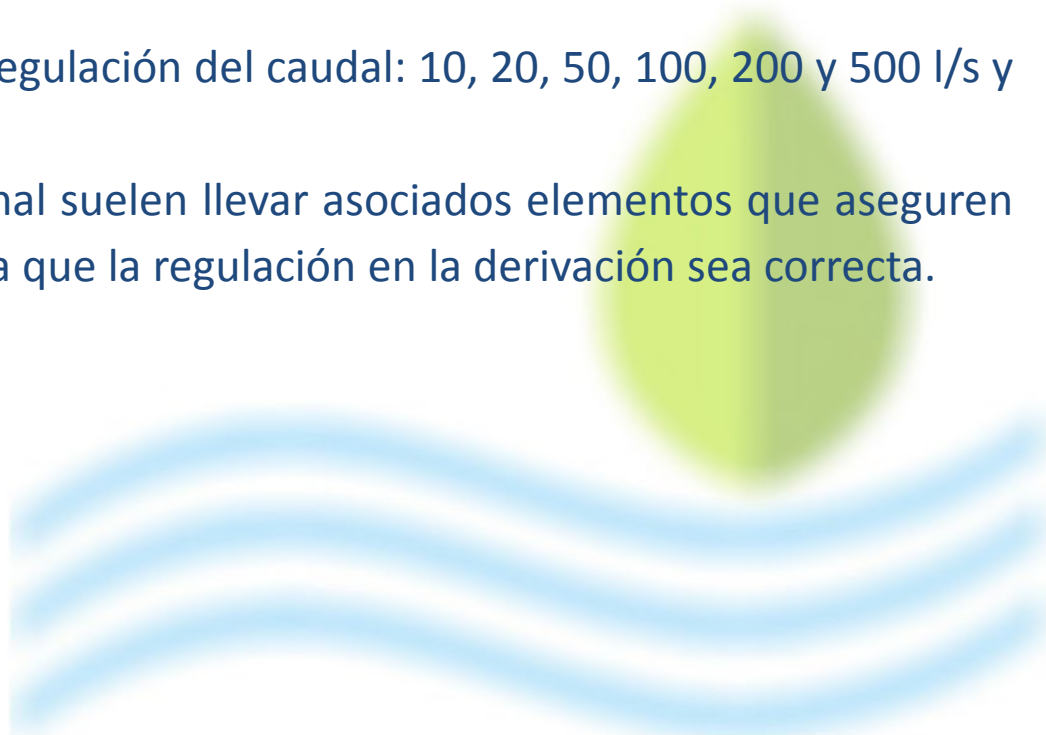 egulación del caudal: 10, 20, 50, 100, 200 y 500 l/s y
nal suelen llevar asociados elementos que aseguren
a que la regulación en la derivación sea correcta.